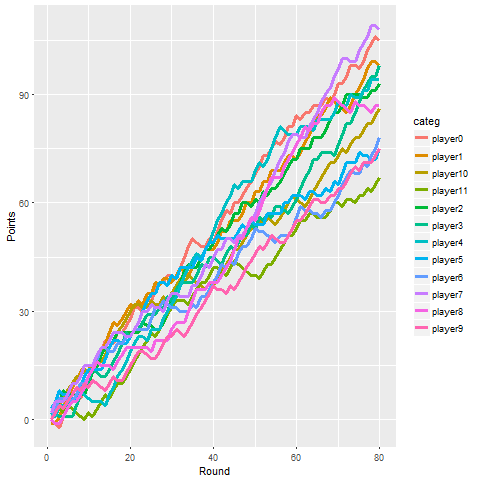 90
60
30
0
Points
0
20
40
60
80
Round
categ
player0
player1
player10
player11
player2
player3
player4
player5
player6
player7
player8
player9